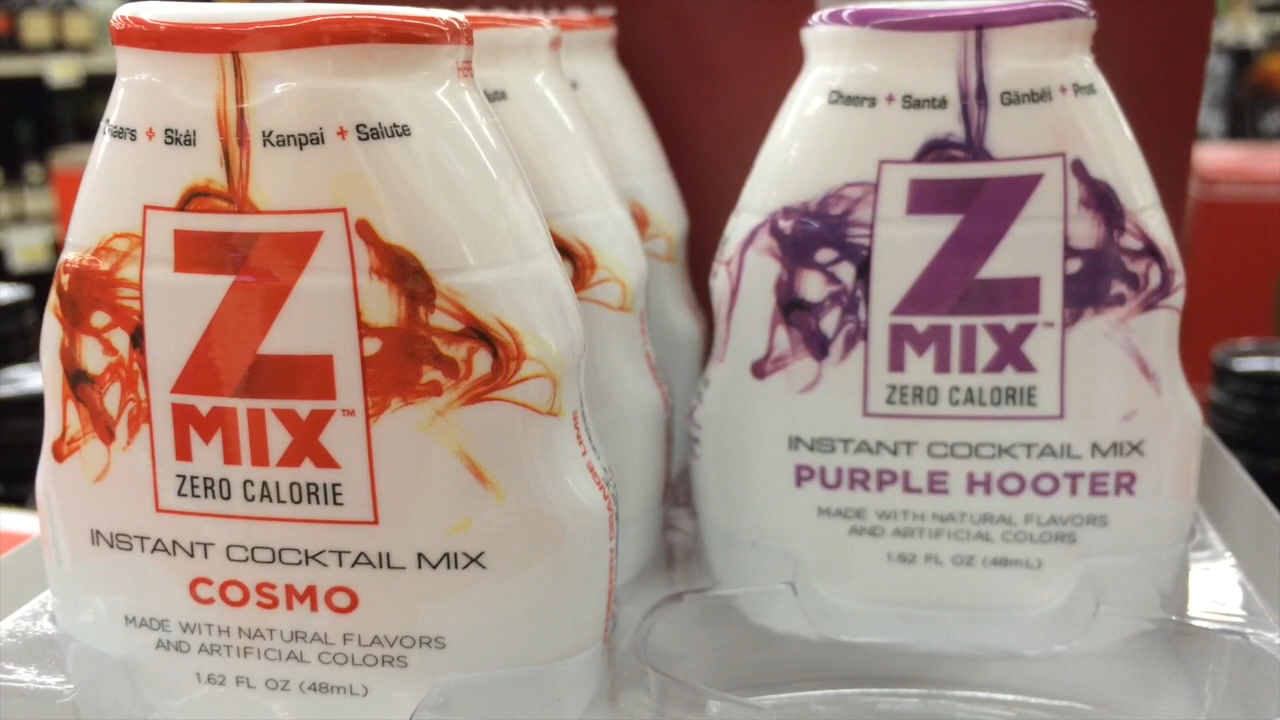 Cheers + Skål Kanpai + Salute
Z
MIX™
ZERO CALORIE
INSTANT COCKTAIL MIX
COSMO
MADE WITH NATURAL FLAVORS
AND ARTIFICIAL COLORS
1.62 FL OZ (48mL)
Cheers + Santé Gānbēi + Prost
Z
MIX™
ZERO CALORIE
INSTANT COCKTAIL MIX
PURPLE HOOTER
MADE WITH NATURAL FLAVORS
AND ARTIFICIAL COLORS
1.62 FL OZ (48mL)